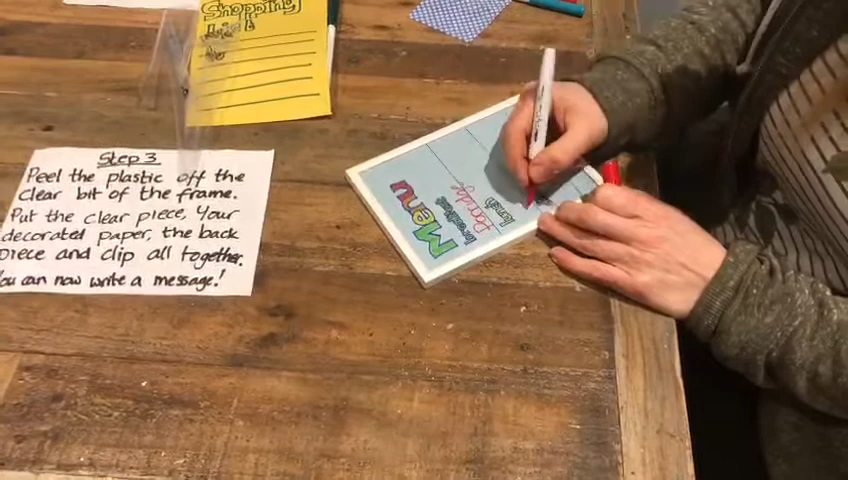 Shopping
List
Step 3
Peel the plastic off the
clear bit of the frame.
Put the clear piece, your
decorated paper, the back
piece and clip all together.
You can now write a message!
Menu
breakfast
lunch